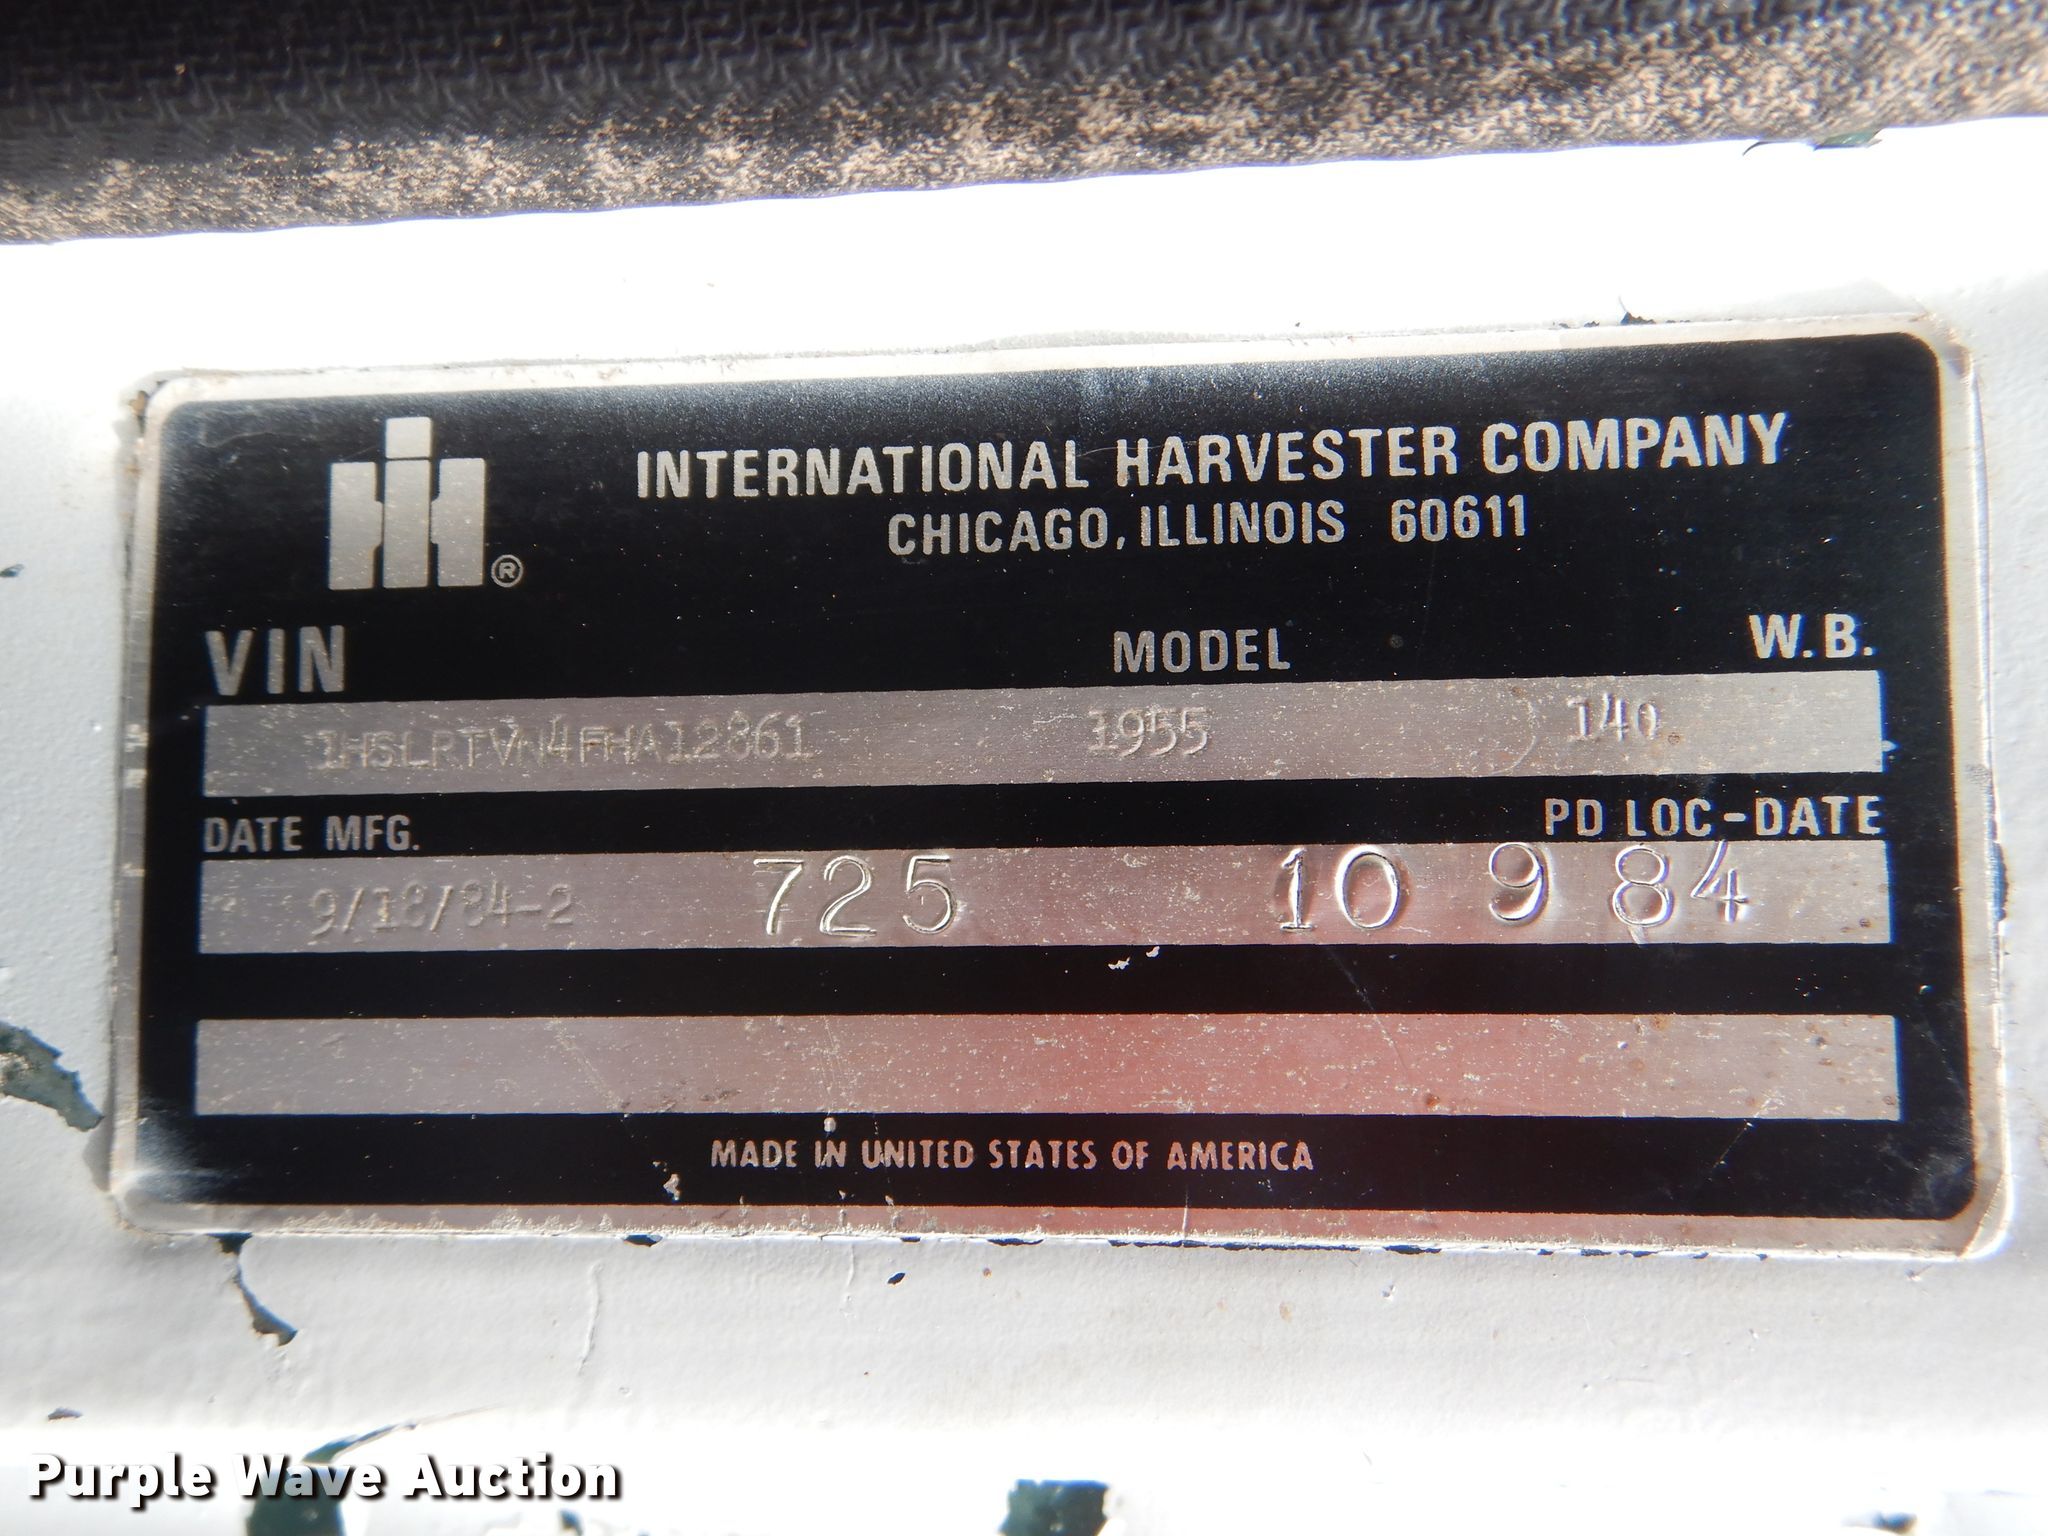 INTERNATIONAL HARVESTER COMPANY
CHICAGO, ILLINOIS 60611
®
VIN MODEL W.B.
1HSLRTVN4FHA12861 1955 140
DATE MFG. PD LOC-DATE
9/18/84-2 725 10 9 84
MADE IN UNITED STATES OF AMERICA
Purple Wave Auction